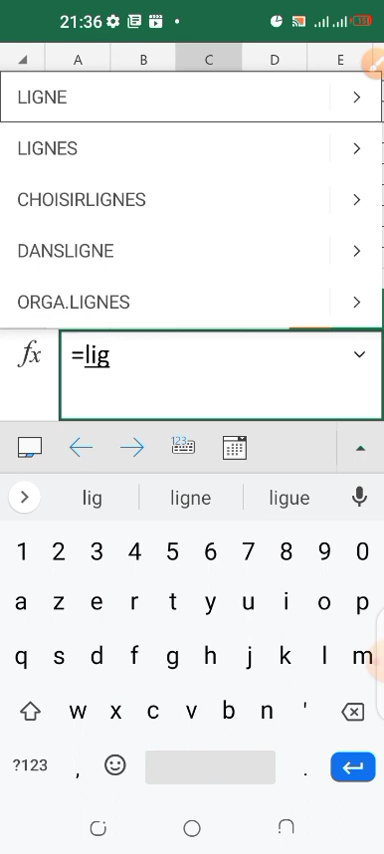 21:36
A B C D E
LIGNE
LIGNES
CHOISIRLIGNES
DANSLIGNE
ORGA.LIGNES
fx =lig
123
lig ligne ligue
1 2 3 4 5 6 7 8 9 0
a z e r t y u i o p
q s d f g h j k l m
w x c v b n '
?123 , .